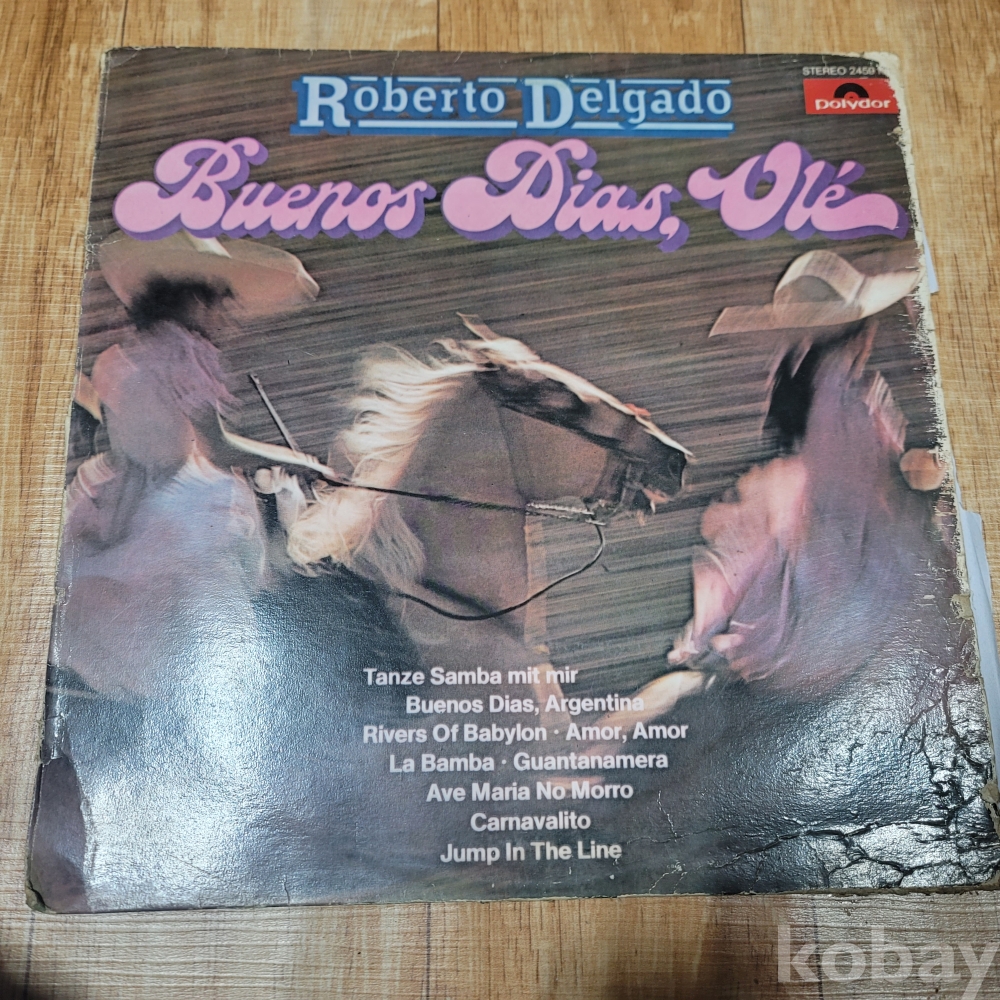 STEREO 2459
Roberto Delgado
polydor
Buenos Dias, Olé
Tanze Samba mit mir
Buenos Dias, Argentina
Rivers Of Babylon · Amor, Amor
La Bamba · Guantanamera
Ave Maria No Morro
Carnavalito
Jump In The Line
kobay